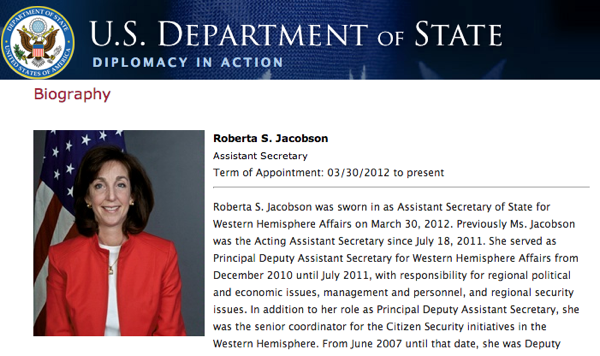 DEPARTMENT OF STATE
UNITED STATES OF AMERICA
U.S. DEPARTMENT OF STATE
DIPLOMACY IN ACTION
Biography
Roberta S. Jacobson
Assistant Secretary
Term of Appointment: 03/30/2012 to present
Roberta S. Jacobson was sworn in as Assistant Secretary of State for
Western Hemisphere Affairs on March 30, 2012. Previously Ms. Jacobson
was the Acting Assistant Secretary since July 18, 2011. She served as
Principal Deputy Assistant Secretary for Western Hemisphere Affairs from
December 2010 until July 2011, with responsibility for regional political
and economic issues, management and personnel, and regional security
issues. In addition to her role as Principal Deputy Assistant Secretary, she
was the senior coordinator for the Citizen Security initiatives in the
Western Hemisphere. From June 2007 until that date, she was Deputy